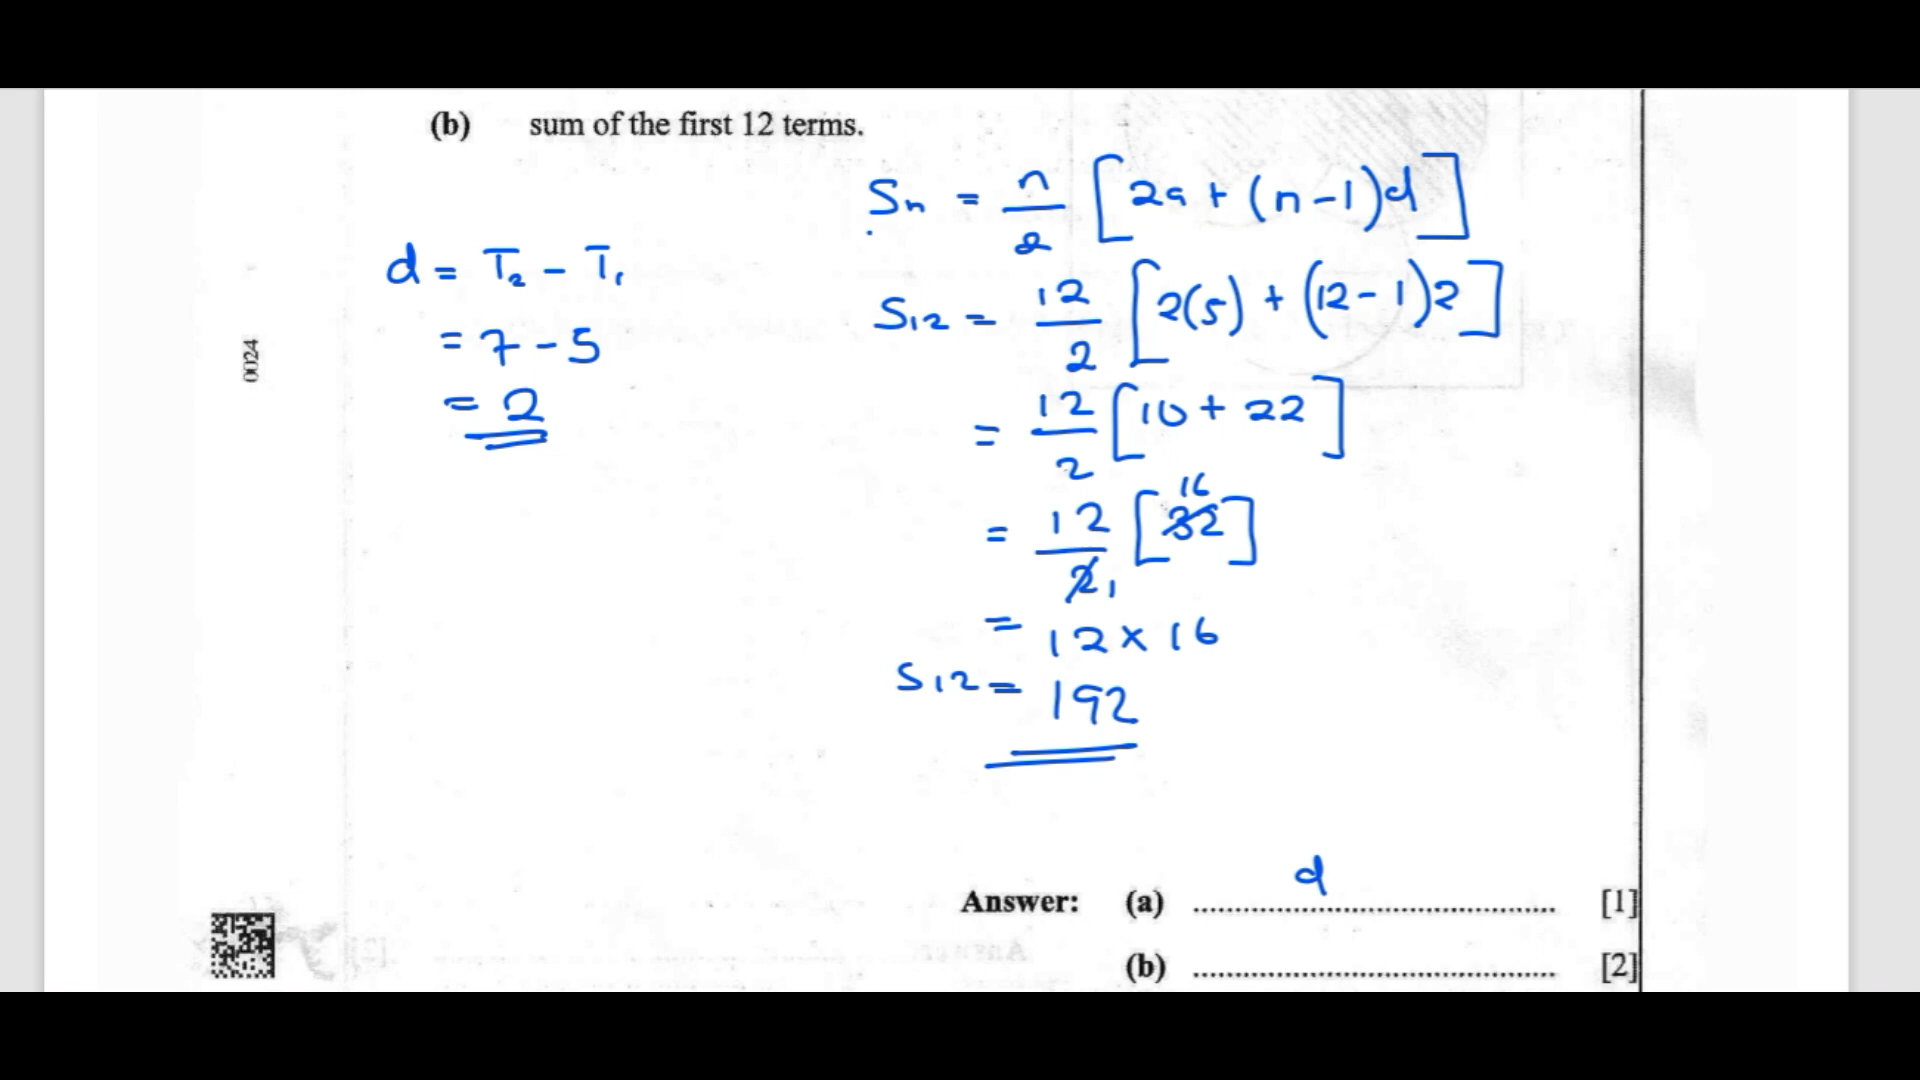 (b) sum of the first 12 terms.
Sn = n/2 [2a + (n-1)d]
d = T₂ - T₁
S12 = 12/2 [2(5) + (12-1)2]
= 7 - 5
= 2
= 12/2 [10 + 22]
0024
= 12/2 1 [32 16]
= 12 x 16
S12 = 192
d
Answer: (a) ........................................... [1]
(b) ........................................... [2]